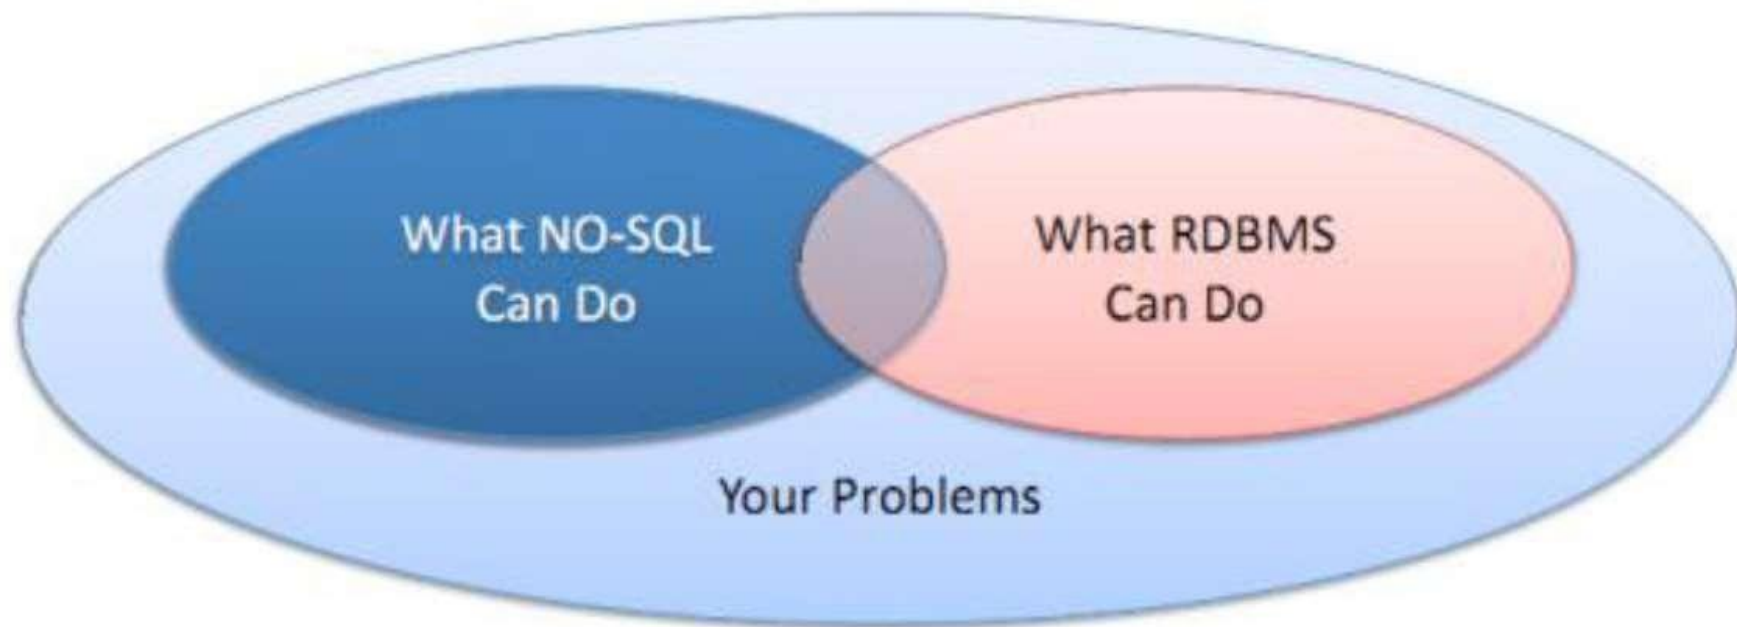 What NO-SQL
Can Do
What RDBMS
Can Do
Your Problems